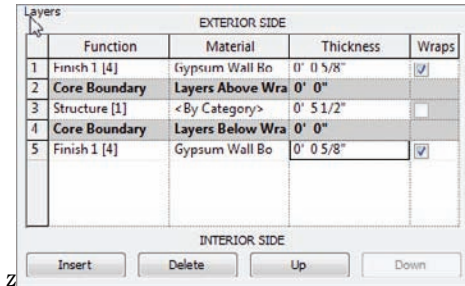 Layers
EXTERIOR SIDE
Function Material Thickness Wraps
1 Finish 1 [4] Gypsum Wall Bo 0' 0 5/8"
2 Core Boundary Layers Above Wra 0' 0"
3 Structure [1] <By Category> 0' 5 1/2"
4 Core Boundary Layers Below Wra 0' 0"
5 Finish 1 [4] Gypsum Wall Bo 0' 0 5/8"
INTERIOR SIDE
Insert Delete Up Down
z